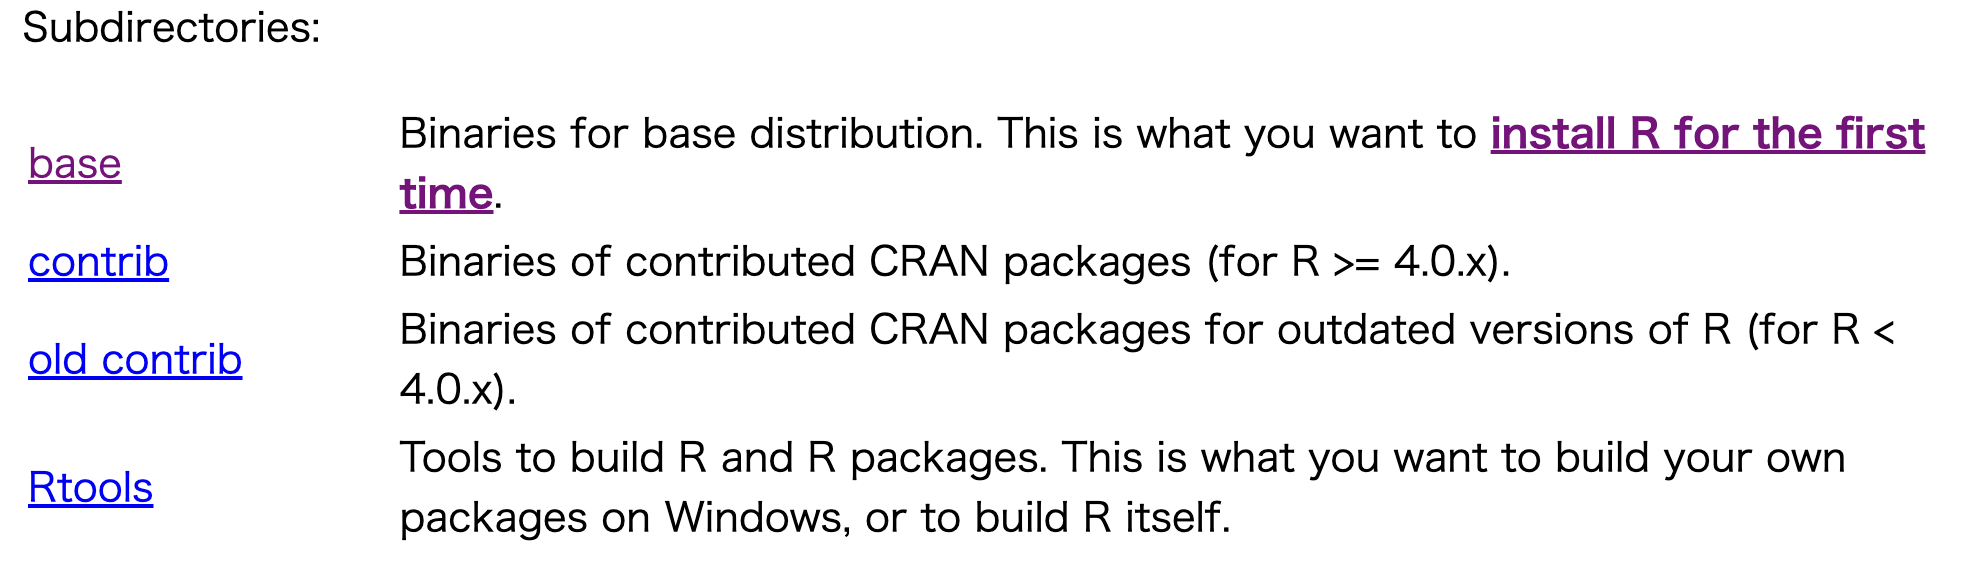 Subdirectories:
base
Binaries for base distribution. This is what you want to install R for the first
time.
contrib
Binaries of contributed CRAN packages (for R >= 4.0.x).
old contrib
Binaries of contributed CRAN packages for outdated versions of R (for R <
4.0.x).
Rtools
Tools to build R and R packages. This is what you want to build your own
packages on Windows, or to build R itself.